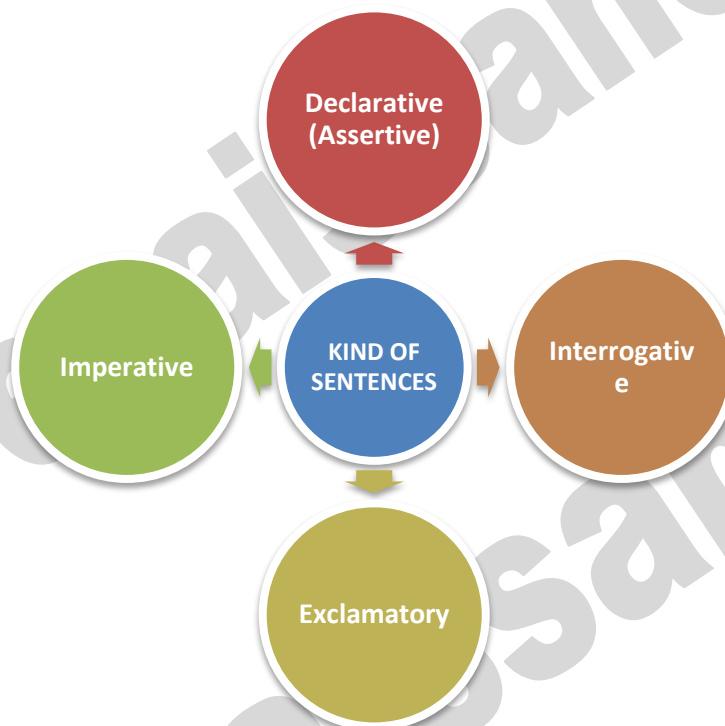 Declarative
(Assertive)
Imperative
KIND OF
SENTENCES
Interrogativ
e
Exclamatory